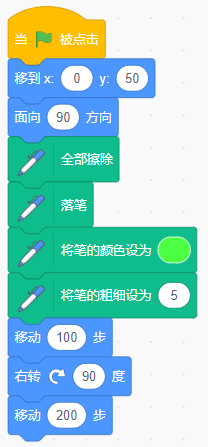 当 被点击
移到 x: 0 y: 50
面向 90 方向
全部擦除
落笔
将笔的颜色设为
将笔的粗细设为 5
移动 100 步
右转 90 度
移动 200 步